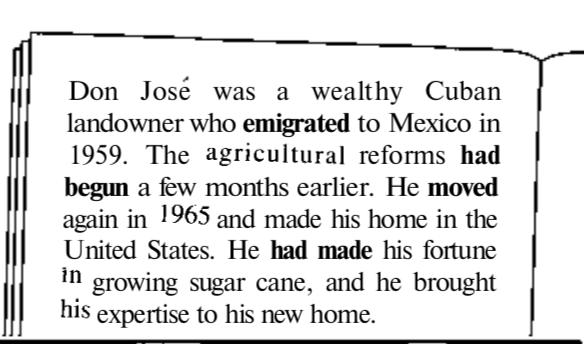 Don José was a wealthy Cuban
landowner who emigrated to Mexico in
1959. The agricultural reforms had
begun a few months earlier. He moved
again in 1965 and made his home in the
United States. He had made his fortune
in growing sugar cane, and he brought
his expertise to his new home.